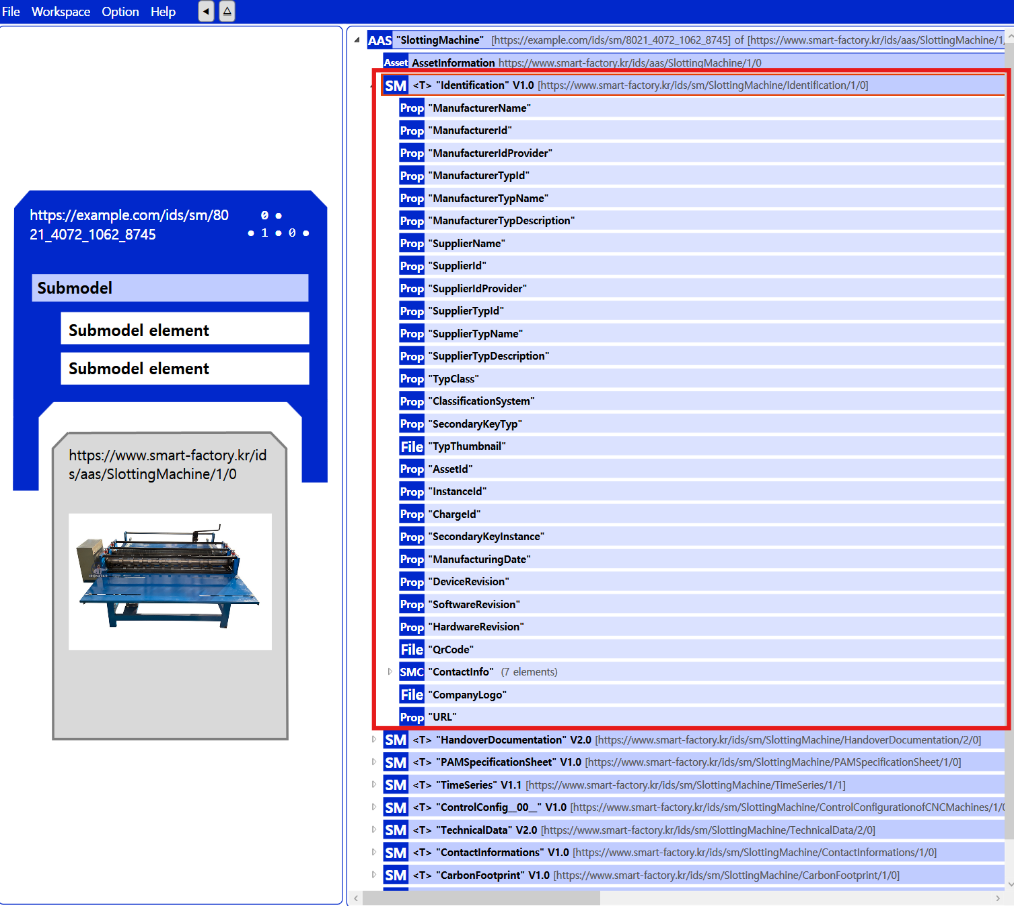 File Workspace Option Help
https://example.com/ids/sm/80
21_4072_1062_8745
0
1 0
Submodel
Submodel element
Submodel element
https://www.smart-factory.kr/id
s/aas/SlottingMachine/1/0
AAS "SlottingMachine" [https://example.com/ids/sm/8021_4072_1062_8745] of [https://www.smart-factory.kr/ids/aas/SlottingMachine/1/
Asset AssetInformation https://www.smart-factory.kr/ids/aas/SlottingMachine/1/0
SM <T> "Identification" V1.0 [https://www.smart-factory.kr/ids/sm/SlottingMachine/Identification/1/0]
Prop "ManufacturerName"
Prop "ManufacturerId"
Prop "ManufacturerIdProvider"
Prop "ManufacturerTypId"
Prop "ManufacturerTypName"
Prop "ManufacturerTypDescription"
Prop "SupplierName"
Prop "SupplierId"
Prop "SupplierIdProvider"
Prop "SupplierTypId"
Prop "SupplierTypName"
Prop "SupplierTypDescription"
Prop "TypClass"
Prop "ClassificationSystem"
Prop "SecondaryKeyTyp"
File "TypThumbnail"
Prop "AssetId"
Prop "InstanceId"
Prop "ChargeId"
Prop "SecondaryKeyInstance"
Prop "ManufacturingDate"
Prop "DeviceRevision"
Prop "SoftwareRevision"
Prop "HardwareRevision"
File "QrCode"
SMC "ContactInfo" (7 elements)
File "CompanyLogo"
Prop "URL"
SM <T> "HandoverDocumentation" V2.0 [https://www.smart-factory.kr/ids/sm/SlottingMachine/HandoverDocumentation/2/0]
SM <T> "PAMSpecificationSheet" V1.0 [https://www.smart-factory.kr/ids/sm/SlottingMachine/PAMSpecificationSheet/1/0]
SM <T> "TimeSeries" V1.1 [https://www.smart-factory.kr/ids/sm/SlottingMachine/TimeSeries/1/1]
SM <T> "ControlConfig__00__" V1.0 [https://www.smart-factory.kr/ids/sm/SlottingMachine/ControlConfigurationofCNCMachines/1/0
SM <T> "TechnicalData" V2.0 [https://www.smart-factory.kr/ids/sm/SlottingMachine/TechnicalData/2/0]
SM <T> "ContactInformations" V1.0 [https://www.smart-factory.kr/ids/sm/SlottingMachine/ContactInformations/1/0]
SM <T> "CarbonFootprint" V1.0 [https://www.smart-factory.kr/ids/sm/SlottingMachine/CarbonFootprint/1/0]